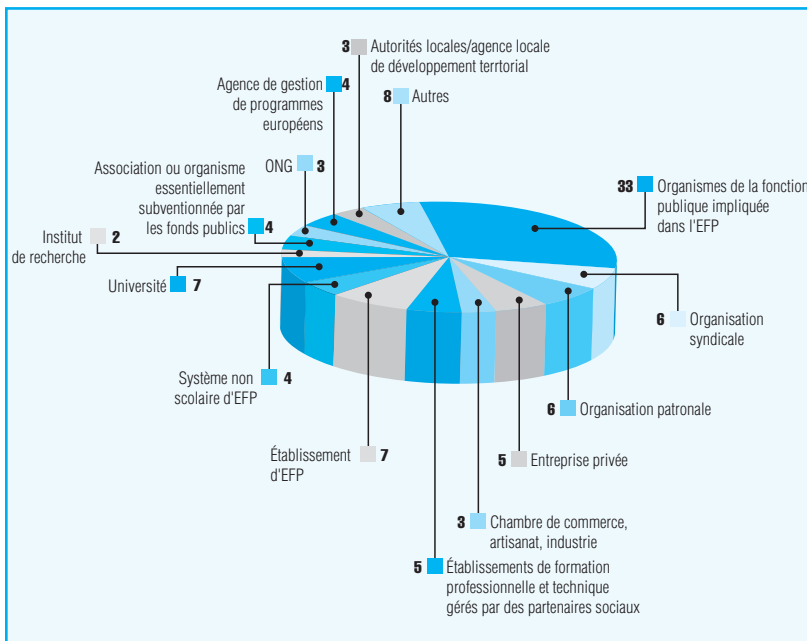 3 Autorités locales/agence locale
de développement terrtorial
Agence de gestion 4
de programmes
européens
8 Autres
ONG 3
Association ou organisme
essentiellement
subventionnée par
les fonds publics 4
33 Organismes de la fonction
publique impliquée
dans l'EFP
Institut 2
de recherche
Université 7
6 Organisation
syndicale
Système non 4
scolaire d'EFP
6 Organisation patronale
Établissement 7
d'EFP
5 Entreprise privée
3 Chambre de commerce,
artisanat, industrie
5 Établissements de formation
professionnelle et technique
gérés par des partenaires sociaux